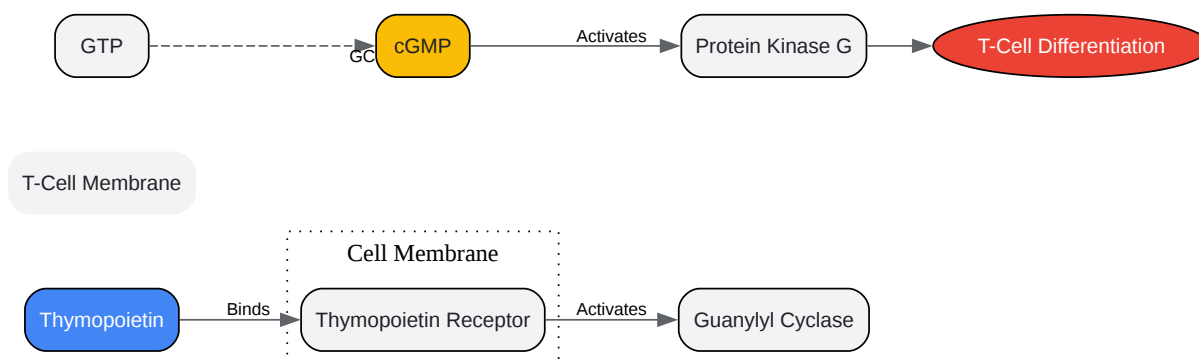 GTP
GC
cGMP
Activates
Protein Kinase G
T-Cell Differentiation
T-Cell Membrane
Cell Membrane
Thymopoietin
Binds
Thymopoietin Receptor
Activates
Guanylyl Cyclase